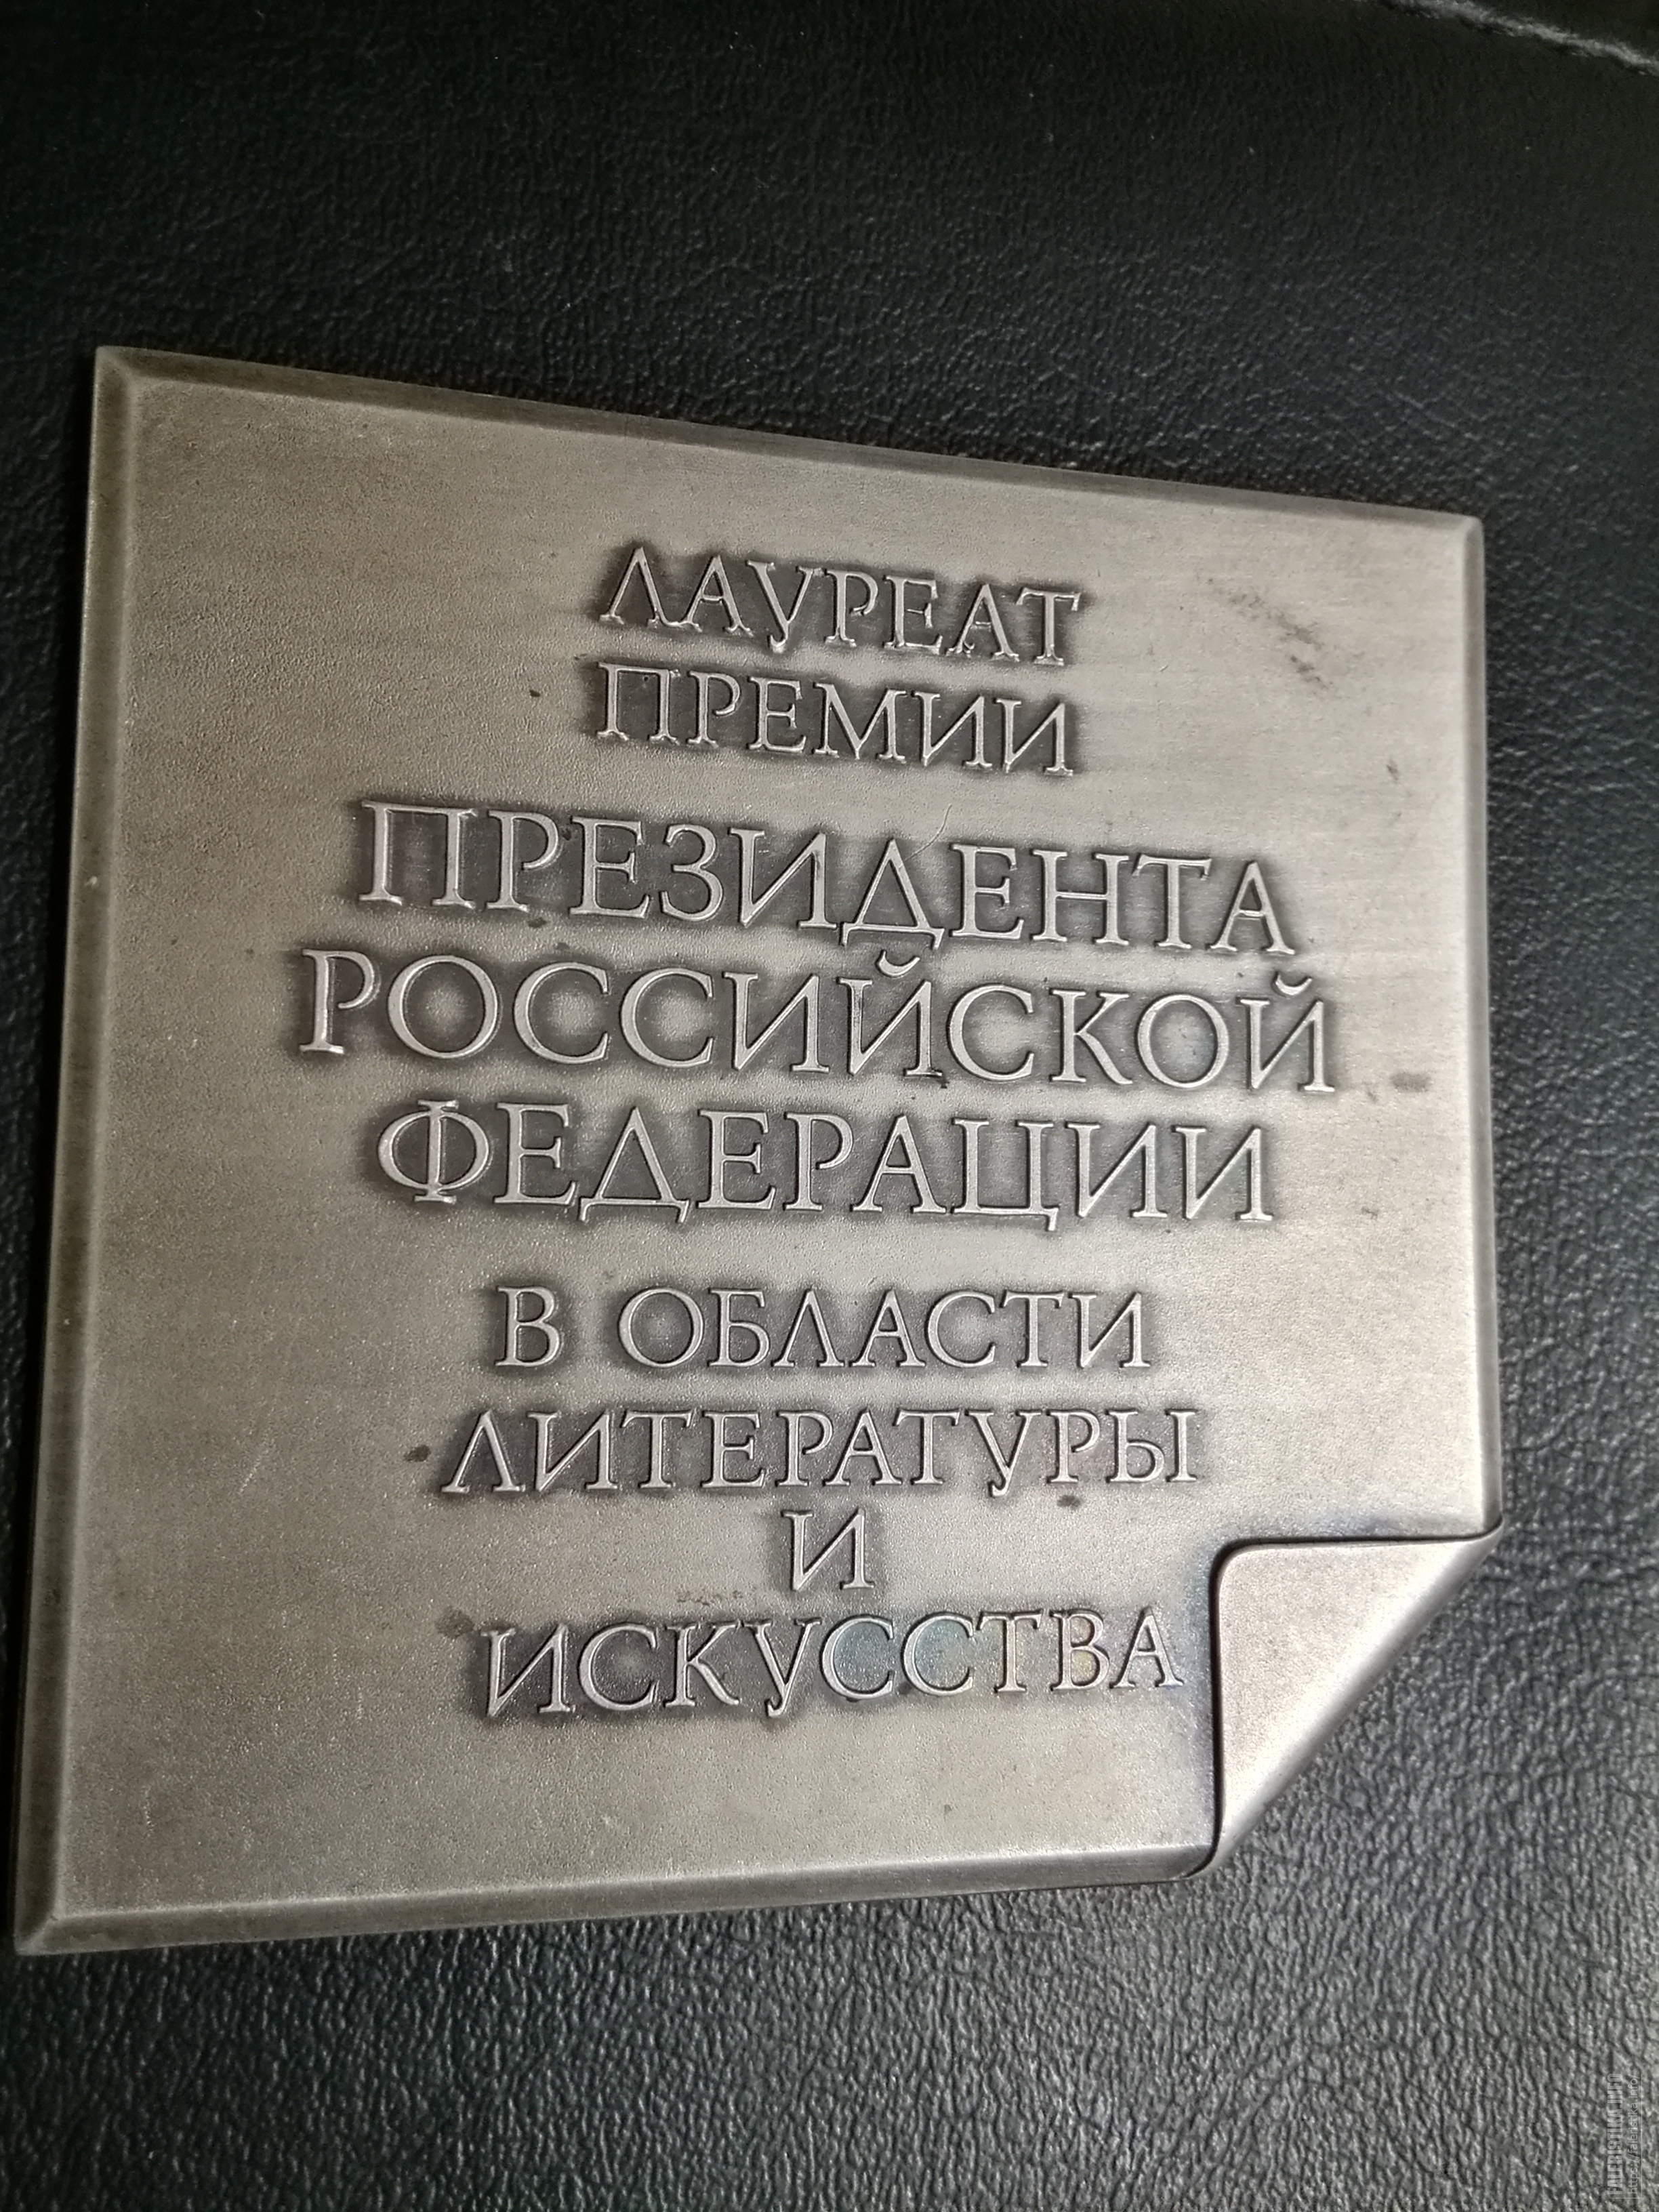 ЛАУРЕАТ
ПРЕМИИ
ПРЕЗИДЕНТА
РОССИЙСКОЙ
ФЕДЕРАЦИИ
В ОБЛАСТИ
ЛИТЕРАТУРЫ
И
ИСКУССТВА